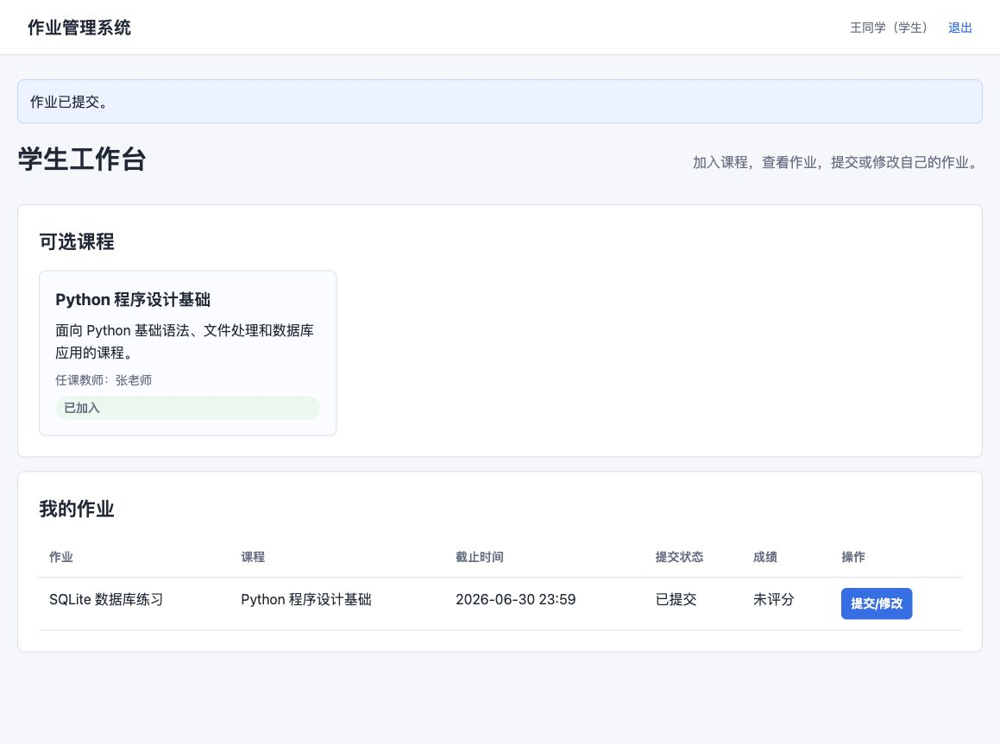 作业管理系统
王同学（学生） 退出
作业已提交。
学生工作台
加入课程，查看作业，提交或修改自己的作业。
可选课程
Python 程序设计基础
面向 Python 基础语法、文件处理和数据库
应用的课程。
任课教师：张老师
已加入
我的作业
作业 课程 截止时间 提交状态 成绩 操作
SQLite 数据库练习 Python 程序设计基础 2026-06-30 23:59 已提交 未评分 提交/修改